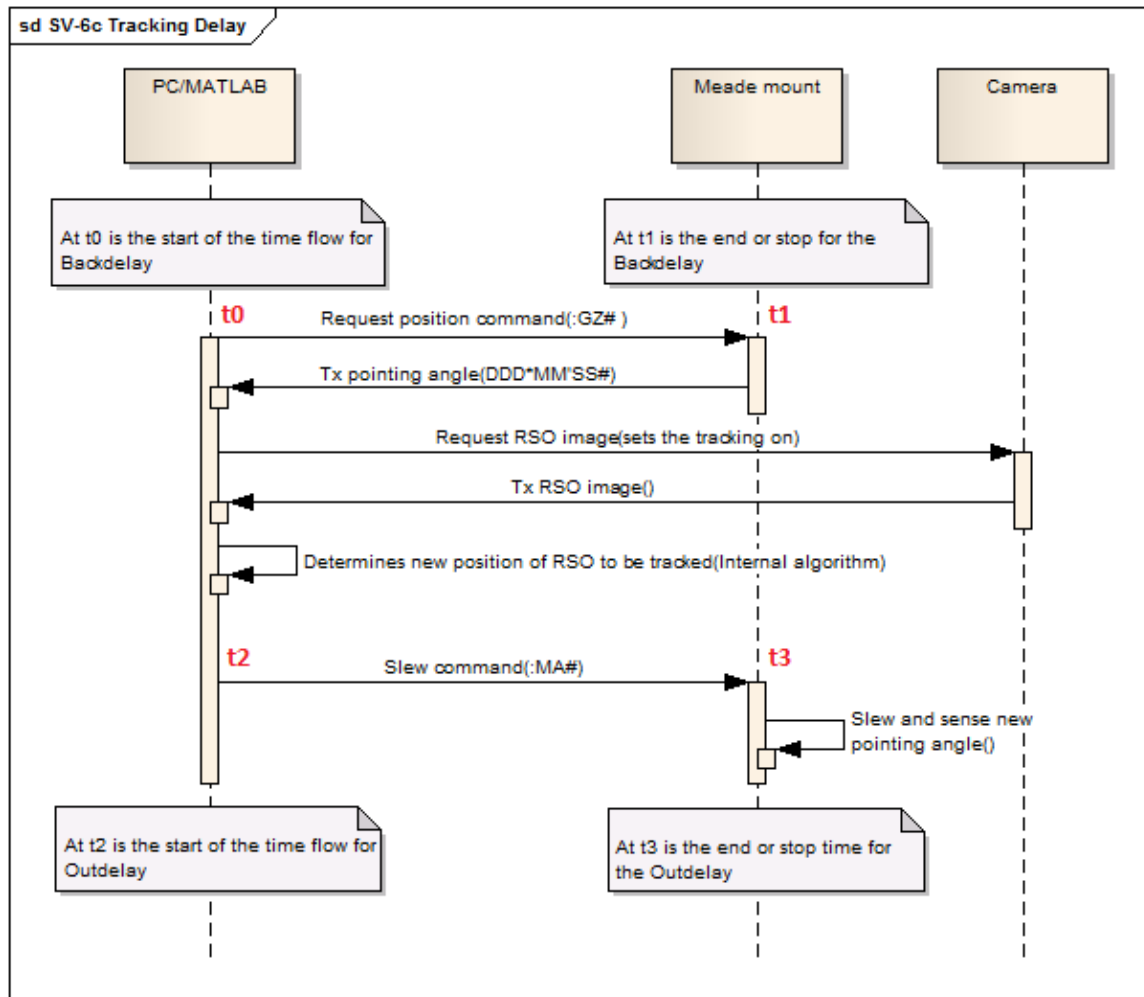 sd SV-6c Tracking Delay
PC/MATLAB
Meade mount
Camera
At t0 is the start of the time flow for
Backdelay
At t1 is the end or stop for the
Backdelay
t0
t1
Request position command(:GZ# )
Tx pointing angle(DDD*MM'SS#)
Request RSO image(sets the tracking on)
Tx RSO image()
Determines new position of RSO to be tracked(Internal algorithm)
t2
t3
Slew command(:MA#)
Slew and sense new
pointing angle()
At t2 is the start of the time flow for
Outdelay
At t3 is the end or stop time for
the Outdelay